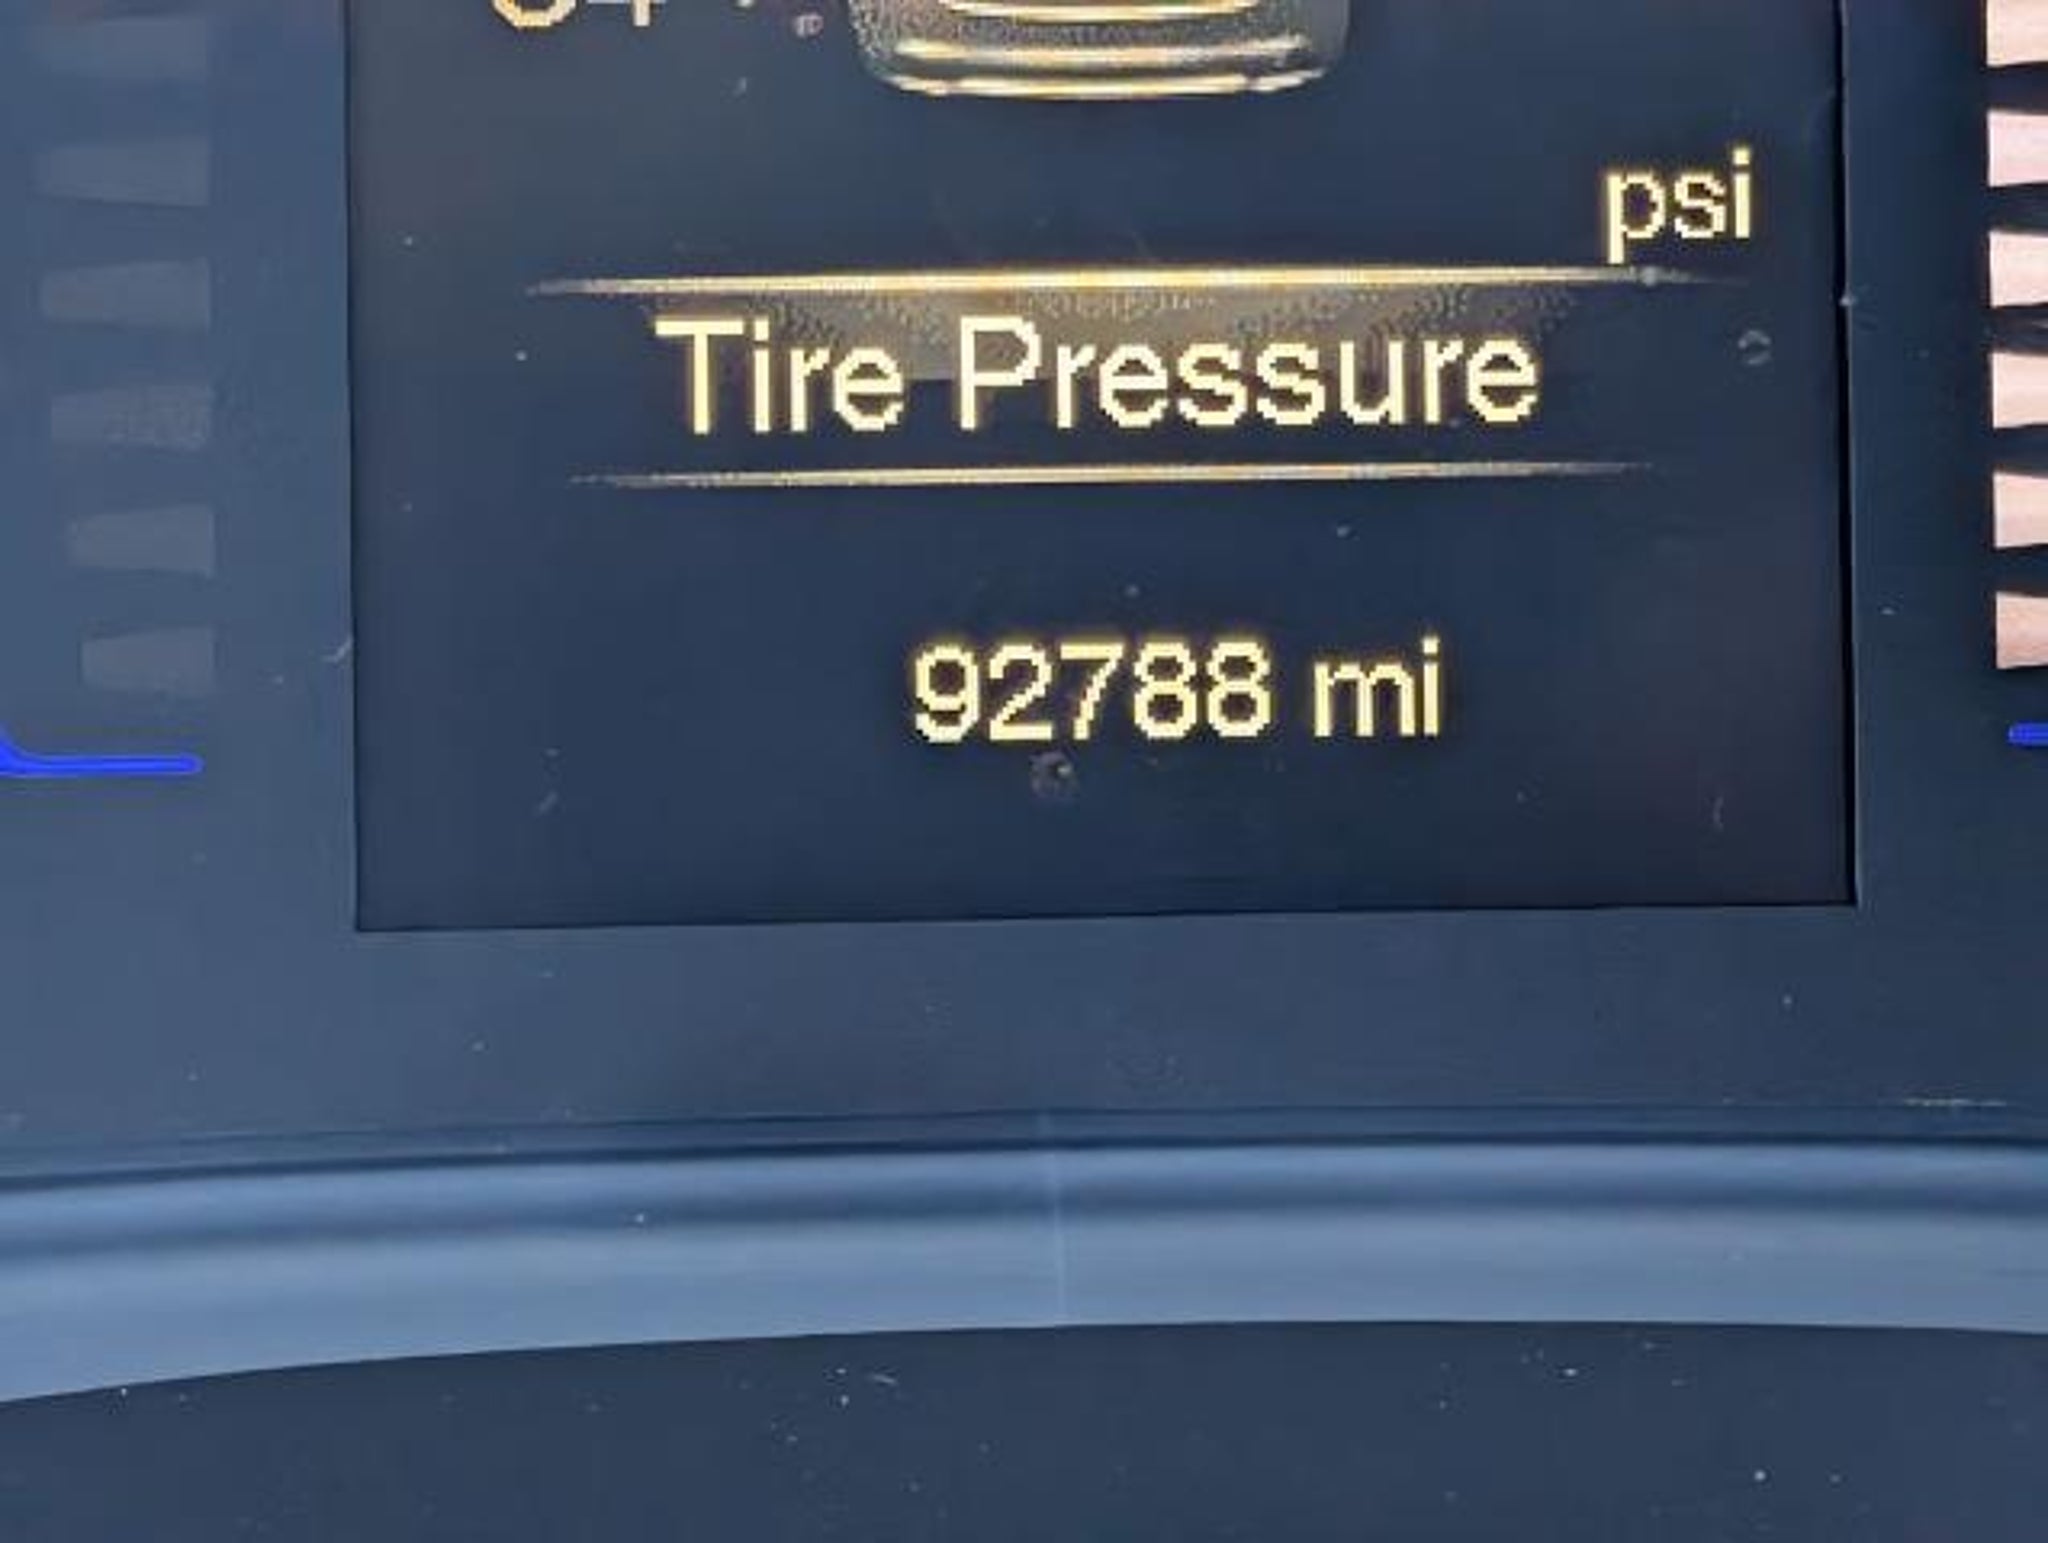 psi
Tire Pressure
92788 mi